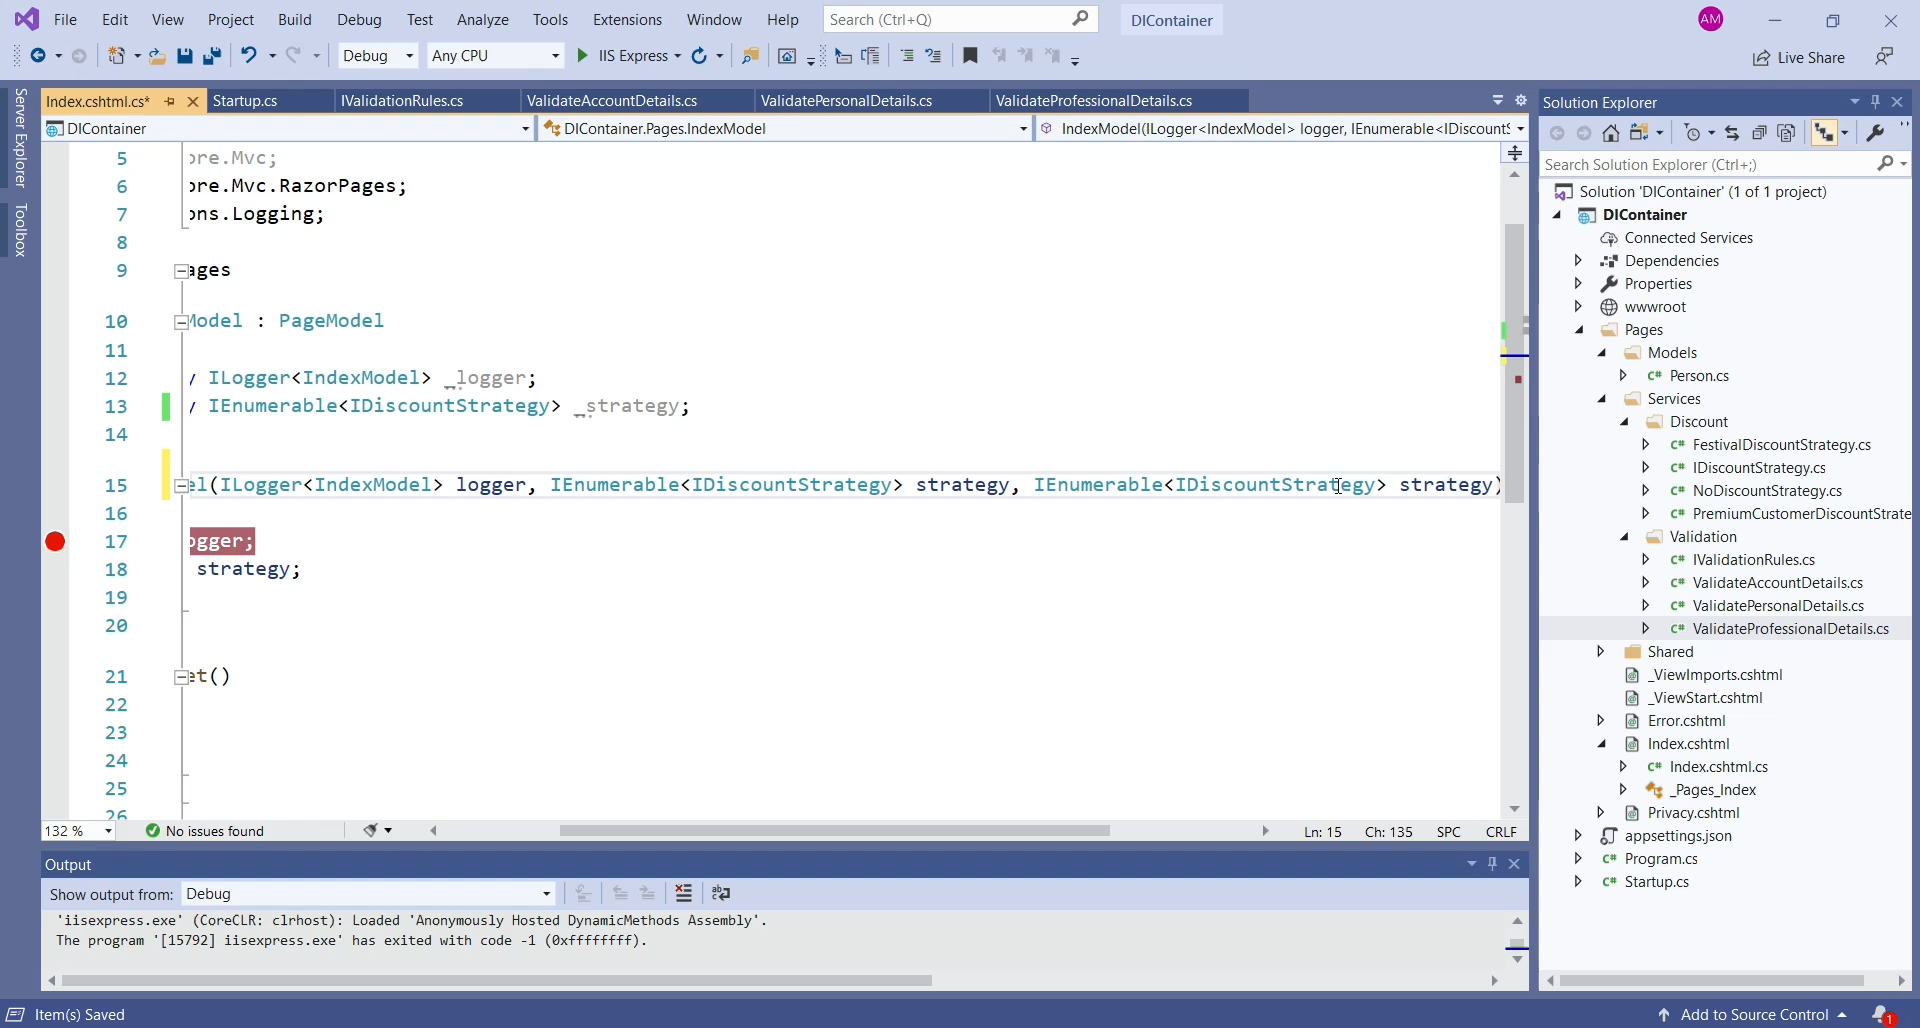 File Edit View Project Build Debug Test Analyze Tools Extensions Window Help Search (Ctrl+Q) DIContainer AM
Debug Any CPU IIS Express Live Share
Server Explorer
Toolbox
Index.cshtml.cs* Startup.cs IValidationRules.cs ValidateAccountDetails.cs ValidatePersonalDetails.cs ValidateProfessionalDetails.cs
DIContainer DIContainer.Pages.IndexModel IndexModel(ILogger<IndexModel> logger, IEnumerable<IDiscountS
5 ore.Mvc;
6 ore.Mvc.RazorPages;
7 ons.Logging;
8
9 ages
10 Model : PageModel
11
12 y ILogger<IndexModel> _logger;
13 y IEnumerable<IDiscountStrategy> _strategy;
14
15 el(ILogger<IndexModel> logger, IEnumerable<IDiscountStrategy> strategy, IEnumerable<IDiscountStrategy> strategy)
16
17 ogger;
18 strategy;
19
20
21 et()
22
23
24
25
26
132 % No issues found Ln: 15 Ch: 135 SPC CRLF
Output
Show output from: Debug
'iisexpress.exe' (CoreCLR: clrhost): Loaded 'Anonymously Hosted DynamicMethods Assembly'.
The program '[15792] iisexpress.exe' has exited with code -1 (0xffffffff).
Solution Explorer
Search Solution Explorer (Ctrl+;)
Solution 'DIContainer' (1 of 1 project)
DIContainer
Connected Services
Dependencies
Properties
wwwroot
Pages
Models
C# Person.cs
Services
Discount
C# FestivalDiscountStrategy.cs
C# IDiscountStrategy.cs
C# NoDiscountStrategy.cs
C# PremiumCustomerDiscountStrate
Validation
C# IValidationRules.cs
C# ValidateAccountDetails.cs
C# ValidatePersonalDetails.cs
C# ValidateProfessionalDetails.cs
Shared
_ViewImports.cshtml
_ViewStart.cshtml
Error.cshtml
Index.cshtml
C# Index.cshtml.cs
_Pages_Index
Privacy.cshtml
appsettings.json
C# Program.cs
C# Startup.cs
Item(s) Saved Add to Source Control 1